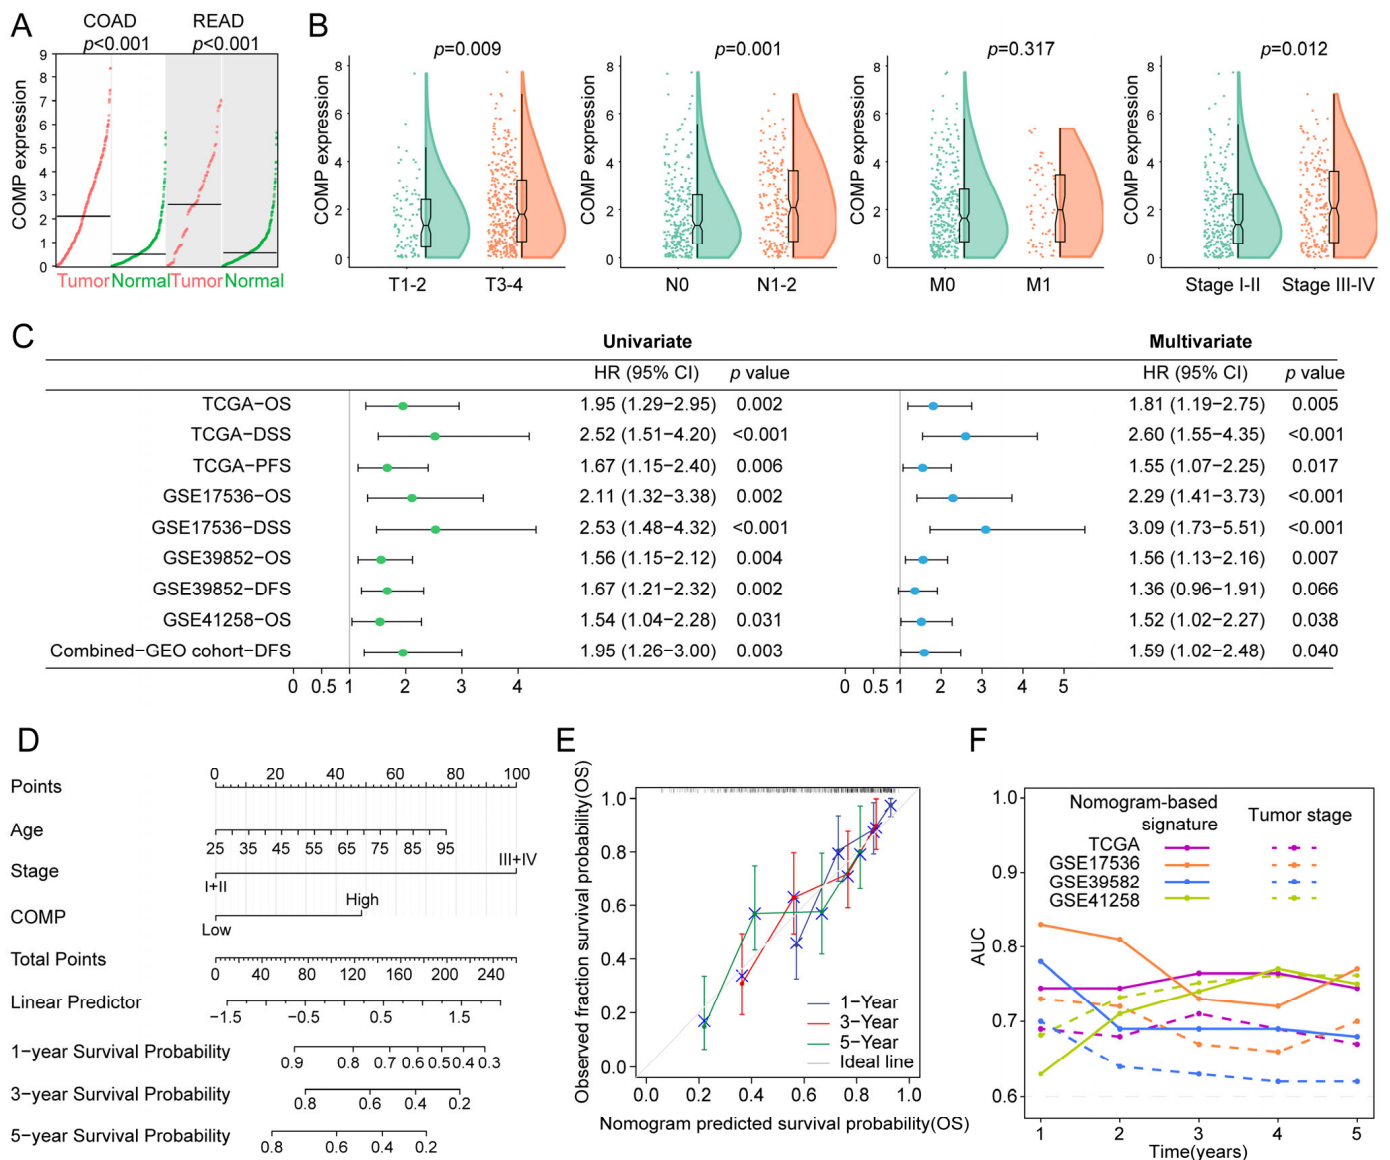 A
COAD READ
p<0.001 p<0.001
COMP expression
9
8
7
6
5
4
3
2
1
0
Tumor Normal Tumor Normal
B
p=0.009
COMP expression
8
6
4
2
0
T1-2 T3-4
p=0.001
COMP expression
8
6
4
2
0
N0 N1-2
p=0.317
COMP expression
8
6
4
2
0
M0 M1
p=0.012
COMP expression
8
6
4
2
0
Stage I-II Stage III-IV
C
Univariate Multivariate
HR (95% CI) p value HR (95% CI) p value
TCGA−OS 1.95 (1.29−2.95) 0.002 1.81 (1.19−2.75) 0.005
TCGA−DSS 2.52 (1.51−4.20) <0.001 2.60 (1.55−4.35) <0.001
TCGA−PFS 1.67 (1.15−2.40) 0.006 1.55 (1.07−2.25) 0.017
GSE17536−OS 2.11 (1.32−3.38) 0.002 2.29 (1.41−3.73) <0.001
GSE17536−DSS 2.53 (1.48−4.32) <0.001 3.09 (1.73−5.51) <0.001
GSE39852−OS 1.56 (1.15−2.12) 0.004 1.56 (1.13−2.16) 0.007
GSE39852−DFS 1.67 (1.21−2.32) 0.002 1.36 (0.96−1.91) 0.066
GSE41258−OS 1.54 (1.04−2.28) 0.031 1.52 (1.02−2.27) 0.038
Combined−GEO cohort−DFS 1.95 (1.26−3.00) 0.003 1.59 (1.02−2.48) 0.040
0 0.5 1 2 3 4 0 0.5 1 2 3 4 5
D
Points 0 20 40 60 80 100
Age 25 35 45 55 65 75 85 95
Stage I+II III+IV
COMP Low High
Total Points 0 40 80 120 160 200 240
Linear Predictor −1.5 −0.5 0.5 1.5
1−year Survival Probability 0.9 0.8 0.7 0.6 0.5 0.4 0.3
3−year Survival Probability 0.8 0.6 0.4 0.2
5−year Survival Probability 0.8 0.6 0.4 0.2
E
Observed fraction survival probability(OS)
1.0
0.8
0.6
0.4
0.2
0.0
1−Year
3−Year
5−Year
Ideal line
0.0 0.2 0.4 0.6 0.8 1.0
Nomogram predicted survival probability(OS)
F
AUC
1.0
0.9
0.8
0.7
0.6
Nomogram-based signature Tumor stage
TCGA
GSE17536
GSE39582
GSE41258
1 2 3 4 5
Time(years)